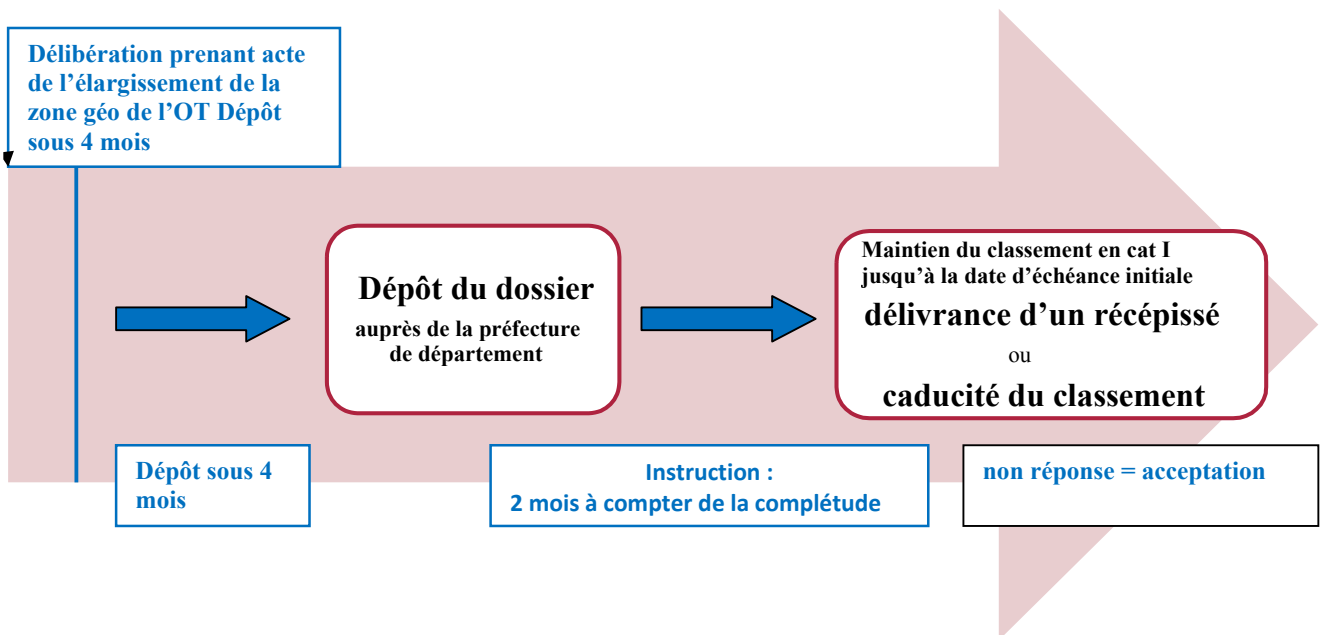 Délibération prenant acte
de l’élargissement de la
zone géo de l’OT Dépôt
sous 4 mois
Dépôt du dossier
auprès de la préfecture
de département
Maintien du classement en cat I
jusqu’à la date d’échéance initiale
délivrance d’un récépissé
ou
caducité du classement
Dépôt sous 4
mois
Instruction :
2 mois à compter de la complétude
non réponse = acceptation